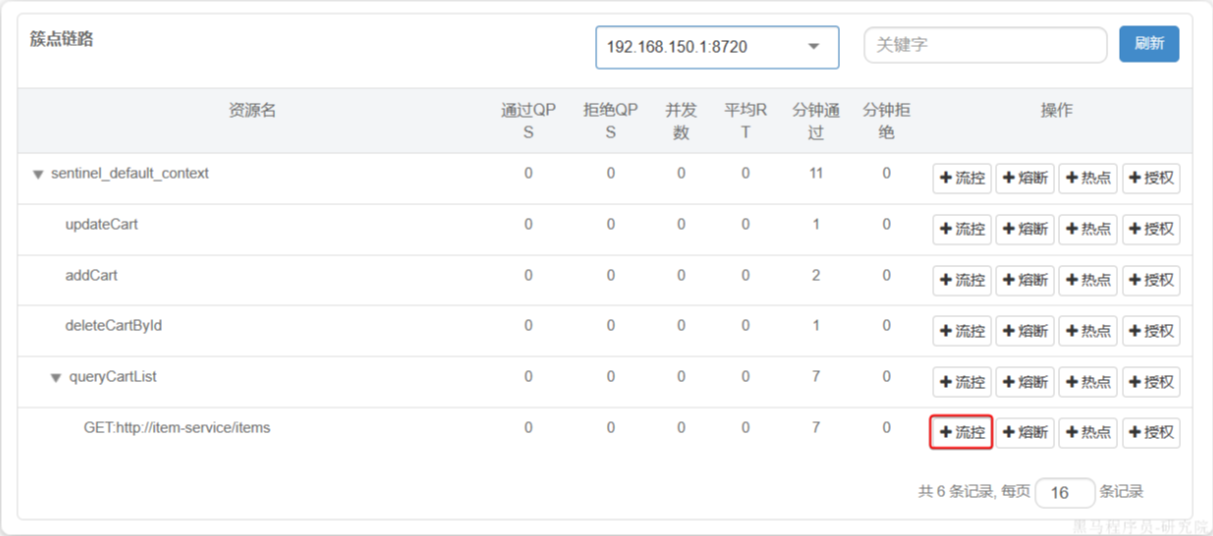 簇点链路 192.168.150.1:8720 关键字 刷新
资源名 通过QPS 拒绝QPS 并发数 平均RT 分钟通过 分钟拒绝 操作
sentinel_default_context 0 0 0 0 11 0 +流控 +熔断 +热点 +授权
updateCart 0 0 0 0 1 0 +流控 +熔断 +热点 +授权
addCart 0 0 0 0 2 0 +流控 +熔断 +热点 +授权
deleteCartById 0 0 0 0 1 0 +流控 +熔断 +热点 +授权
queryCartList 0 0 0 0 7 0 +流控 +熔断 +热点 +授权
GET:http://item-service/items 0 0 0 0 7 0 +流控 +熔断 +热点 +授权
共 6 条记录, 每页 16 条记录
黑马程序员-研究院